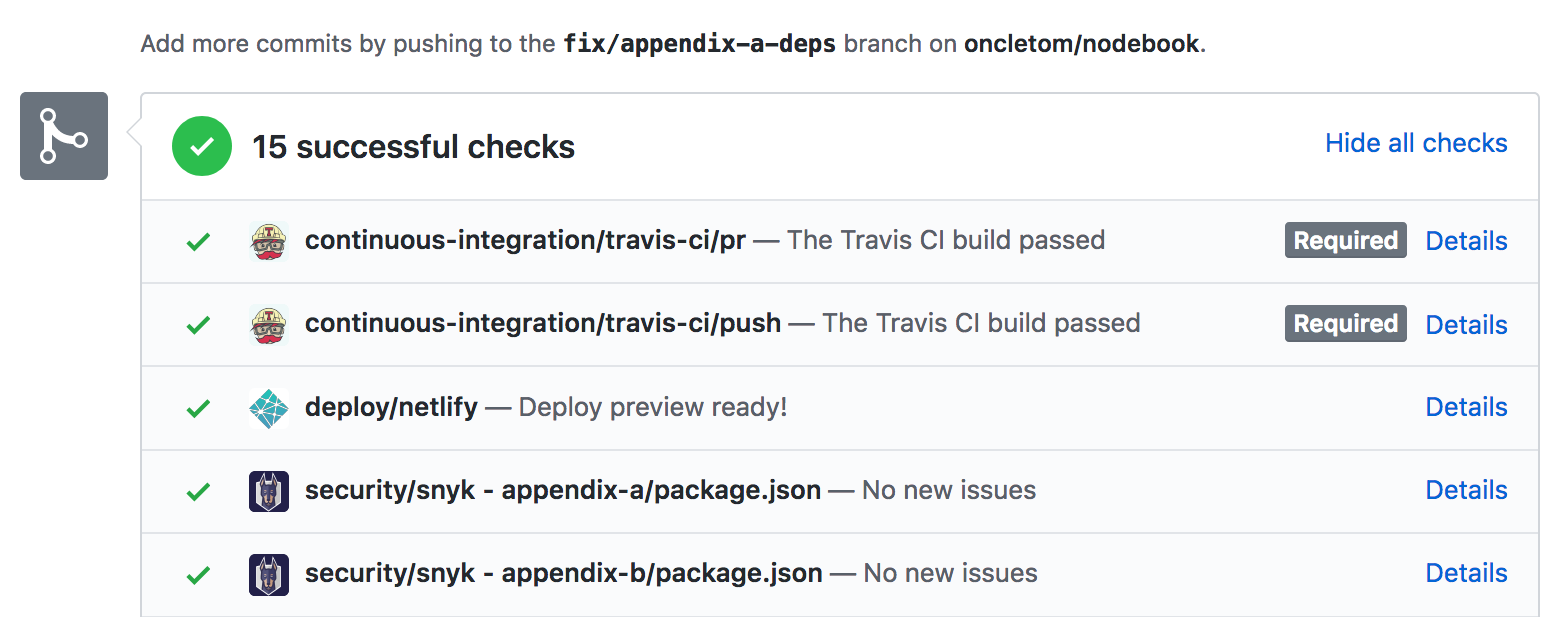 Add more commits by pushing to the fix/appendix-a-deps branch on oncletom/nodebook.
15 successful checks Hide all checks
continuous-integration/travis-ci/pr — The Travis CI build passed Required Details
continuous-integration/travis-ci/push — The Travis CI build passed Required Details
deploy/netlify — Deploy preview ready! Details
security/snyk - appendix-a/package.json — No new issues Details
security/snyk - appendix-b/package.json — No new issues Details